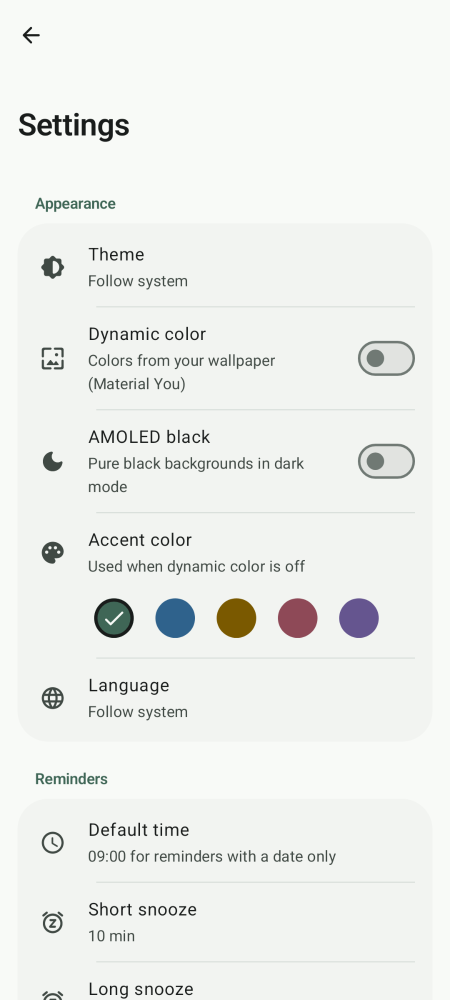 Settings
Appearance
Theme
Follow system
Dynamic color
Colors from your wallpaper
(Material You)
AMOLED black
Pure black backgrounds in dark
mode
Accent color
Used when dynamic color is off
Language
Follow system
Reminders
Default time
09:00 for reminders with a date only
Short snooze
10 min
Long snooze